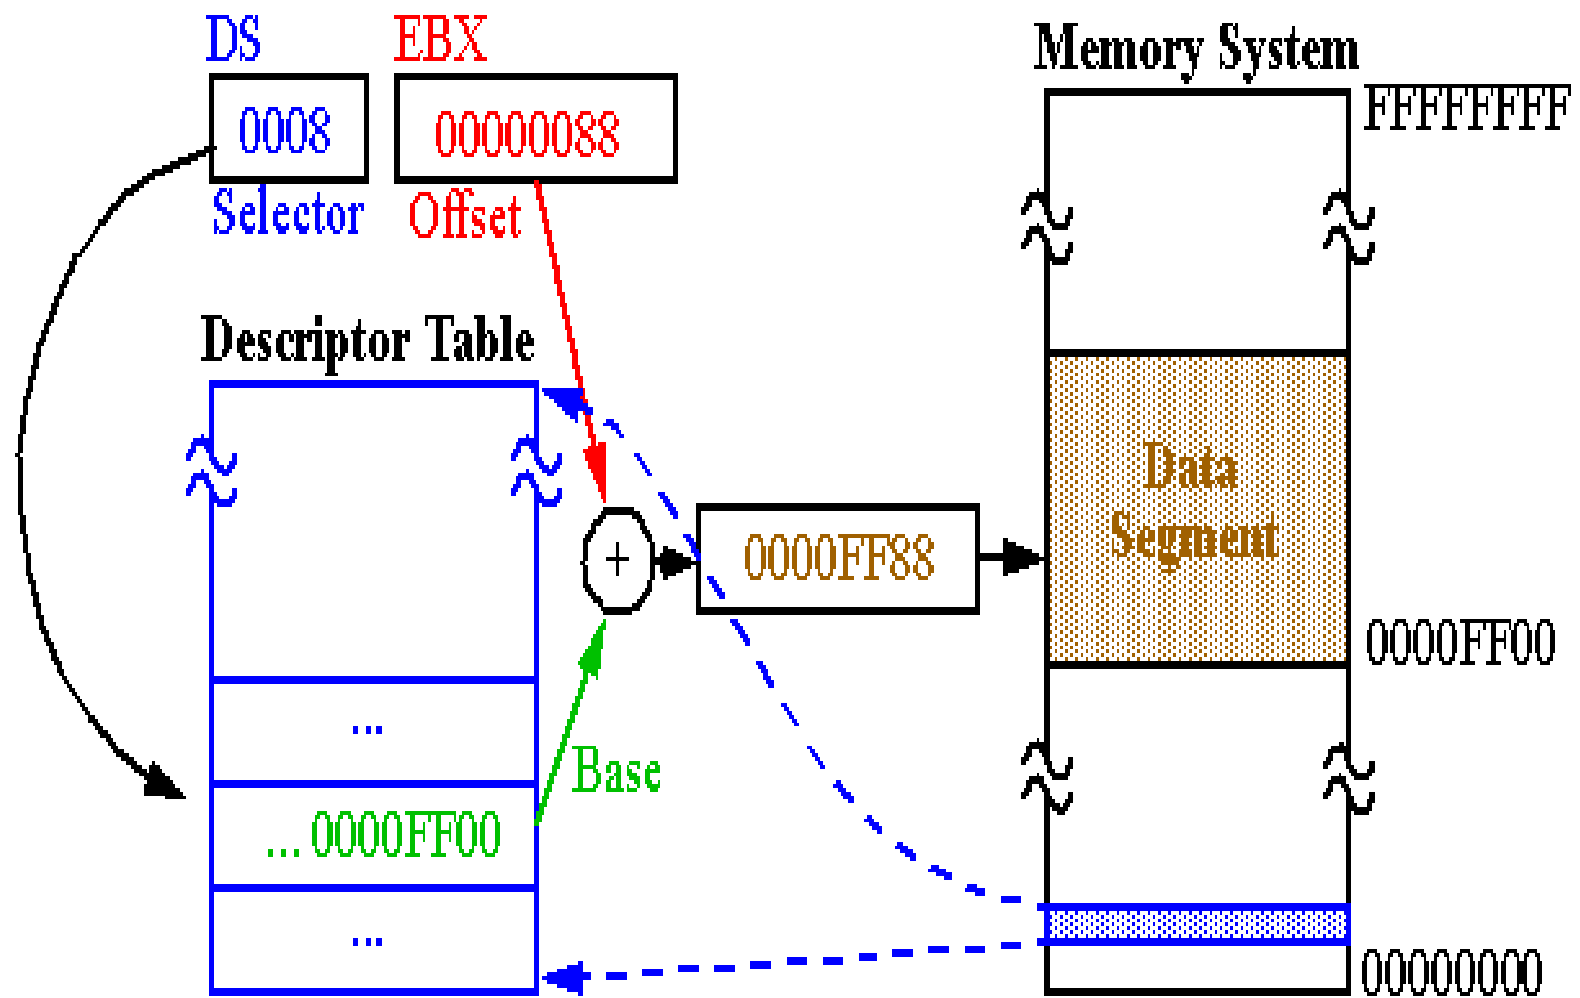 DS EBX
Memory System
FFFFFFFF
0008 00000088
Selector Offset
Descriptor Table
Data
Segment
+ 0000FF88
0000FF00
...
Base
... 0000FF00
...
00000000